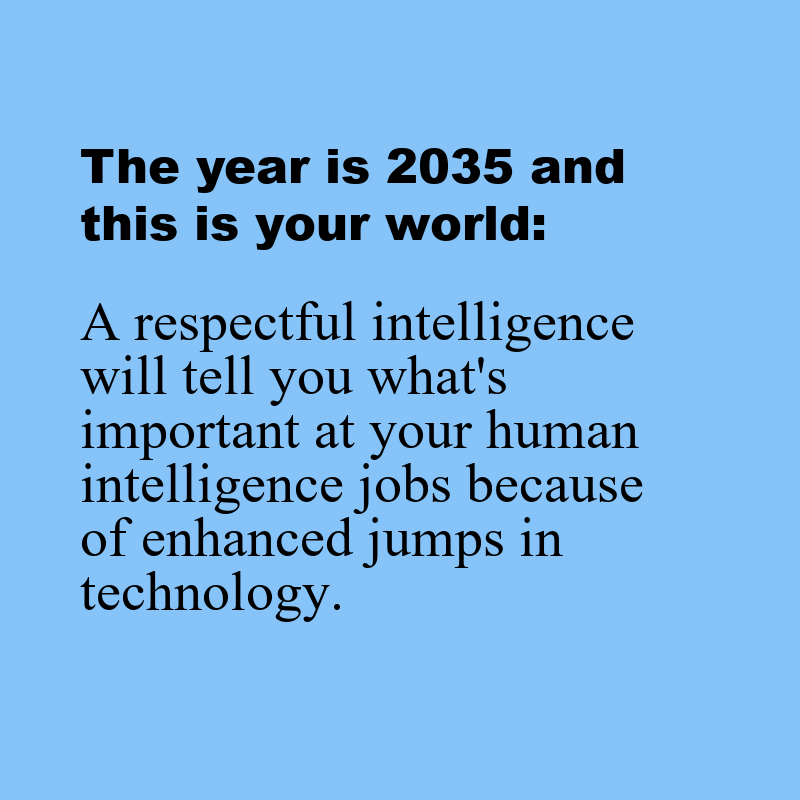 The year is 2035 and
this is your world:
A respectful intelligence
will tell you what's
important at your human
intelligence jobs because
of enhanced jumps in
technology.